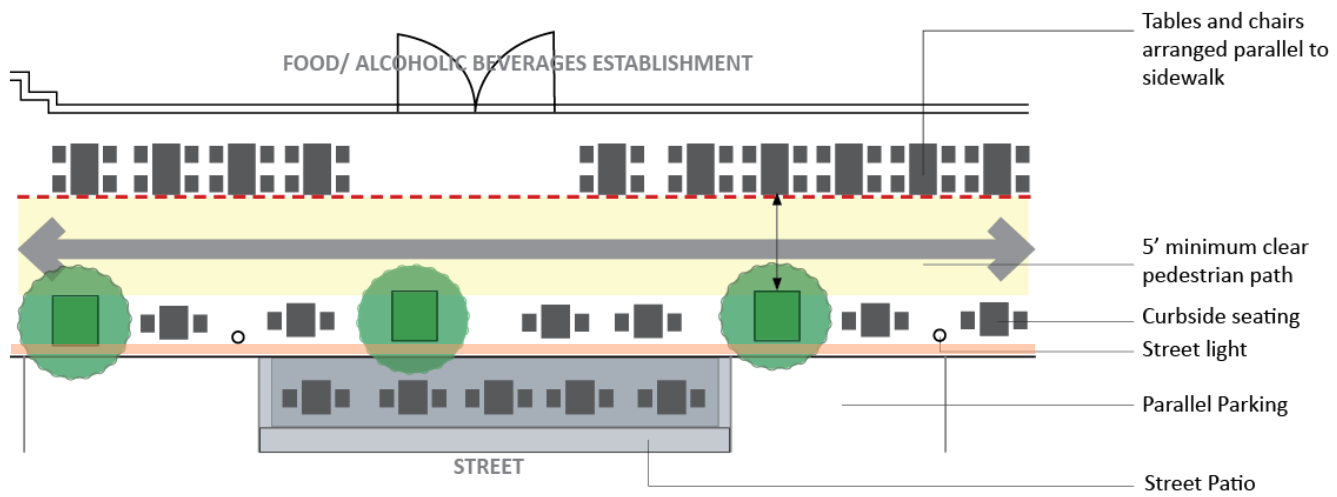 FOOD/ ALCOHOLIC BEVERAGES ESTABLISHMENT
Tables and chairs
arranged parallel to
sidewalk
5’ minimum clear
pedestrian path
Curbside seating
Street light
Parallel Parking
STREET
Street Patio